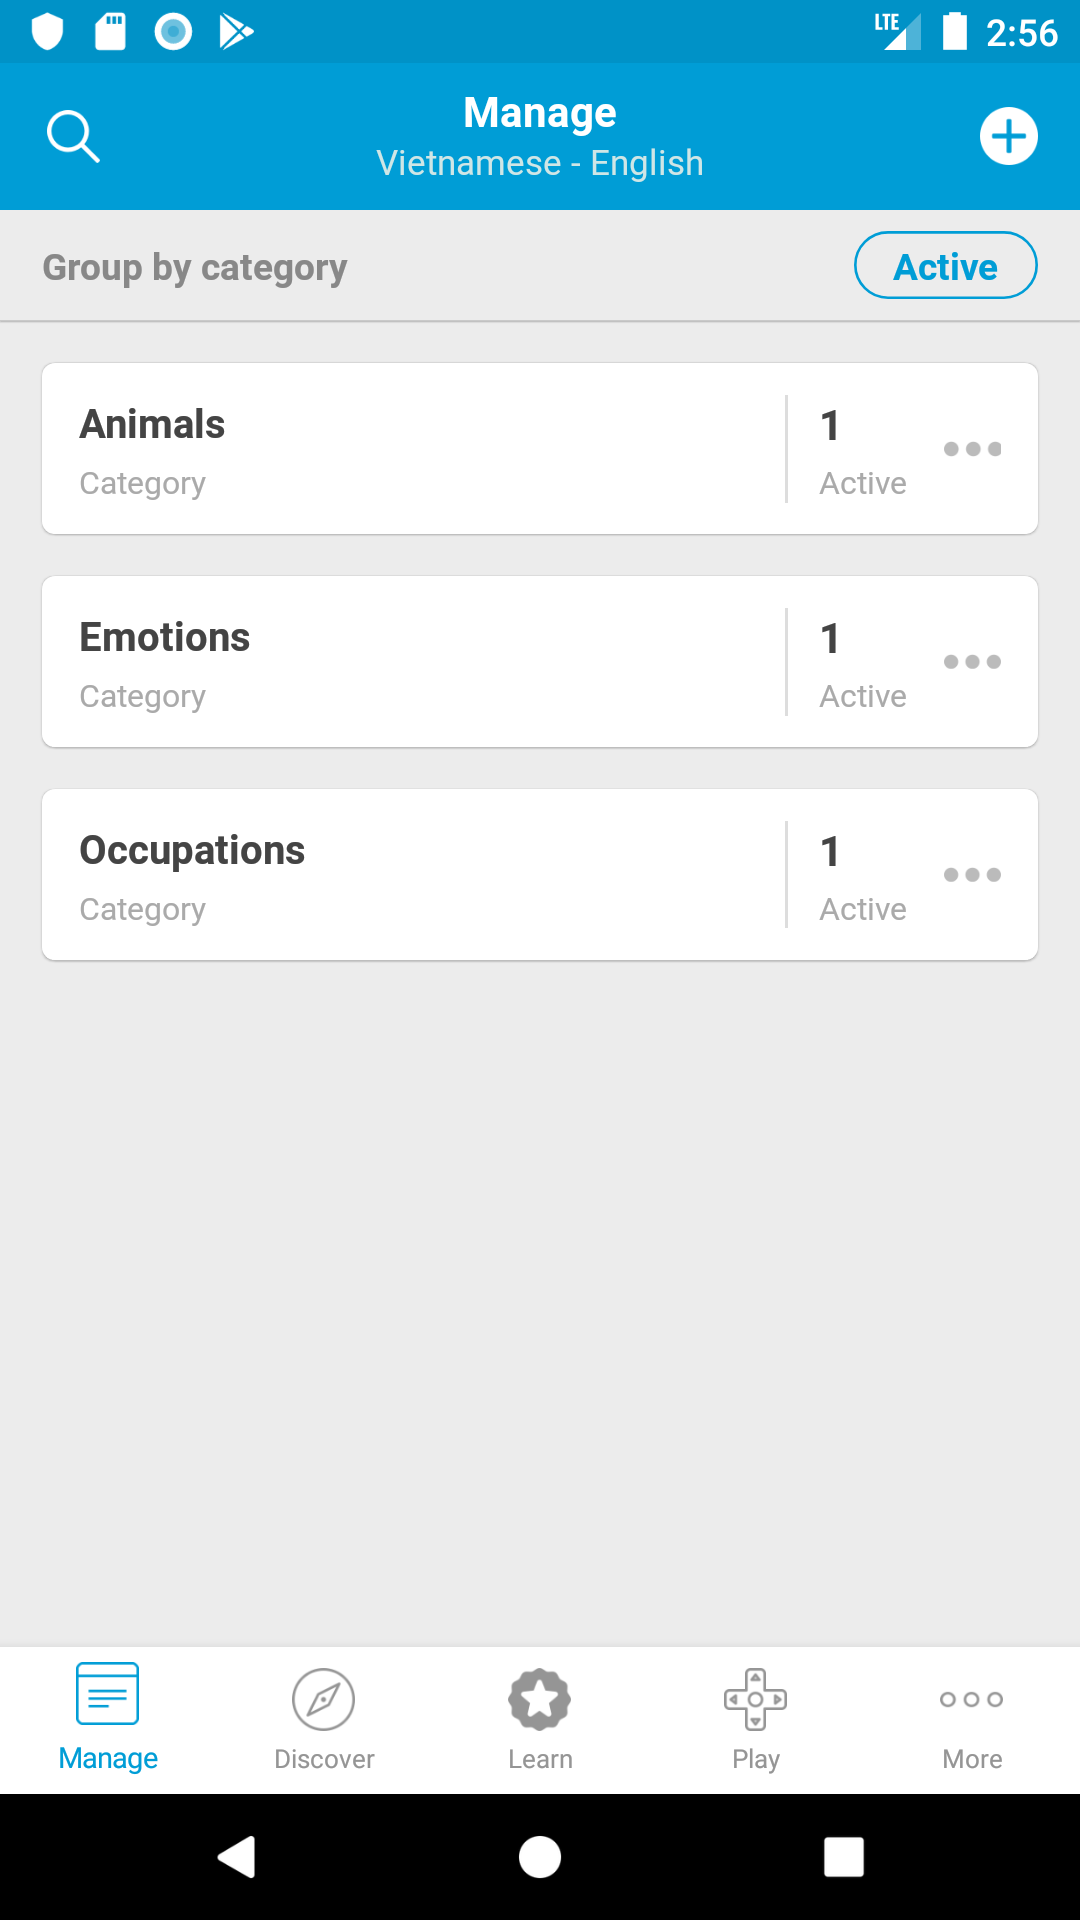 LTE 2:56
Manage
Vietnamese - English
Group by category
Active
Animals
Category
1
Active
Emotions
Category
1
Active
Occupations
Category
1
Active
Manage
Discover
Learn
Play
More